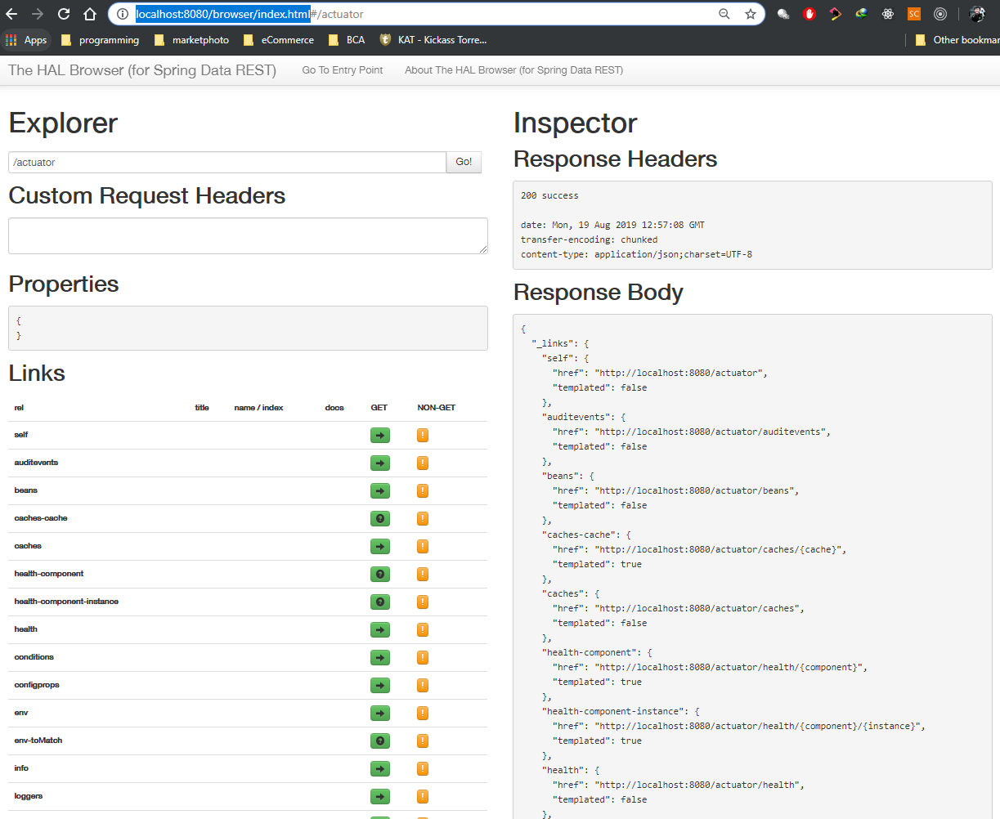 localhost:8080/browser/index.html#/actuator
SC
Apps programming marketphoto eCommerce BCA KAT - Kickass Torre... Other bookmar
The HAL Browser (for Spring Data REST) Go To Entry Point About The HAL Browser (for Spring Data REST)
Explorer
/actuator Go!
Custom Request Headers
Properties
{
}
Links
rel title name / index docs GET NON-GET
self
auditevents
beans
caches-cache
caches
health-component
health-component-instance
health
conditions
configprops
env
env-toMatch
info
loggers
Inspector
Response Headers
200 success
date: Mon, 19 Aug 2019 12:57:08 GMT
transfer-encoding: chunked
content-type: application/json;charset=UTF-8
Response Body
{
"_links": {
"self": {
"href": "http://localhost:8080/actuator",
"templated": false
},
"auditevents": {
"href": "http://localhost:8080/actuator/auditevents",
"templated": false
},
"beans": {
"href": "http://localhost:8080/actuator/beans",
"templated": false
},
"caches-cache": {
"href": "http://localhost:8080/actuator/caches/{cache}",
"templated": true
},
"caches": {
"href": "http://localhost:8080/actuator/caches",
"templated": false
},
"health-component": {
"href": "http://localhost:8080/actuator/health/{component}",
"templated": true
},
"health-component-instance": {
"href": "http://localhost:8080/actuator/health/{component}/{instance}",
"templated": true
},
"health": {
"href": "http://localhost:8080/actuator/health",
"templated": false
},